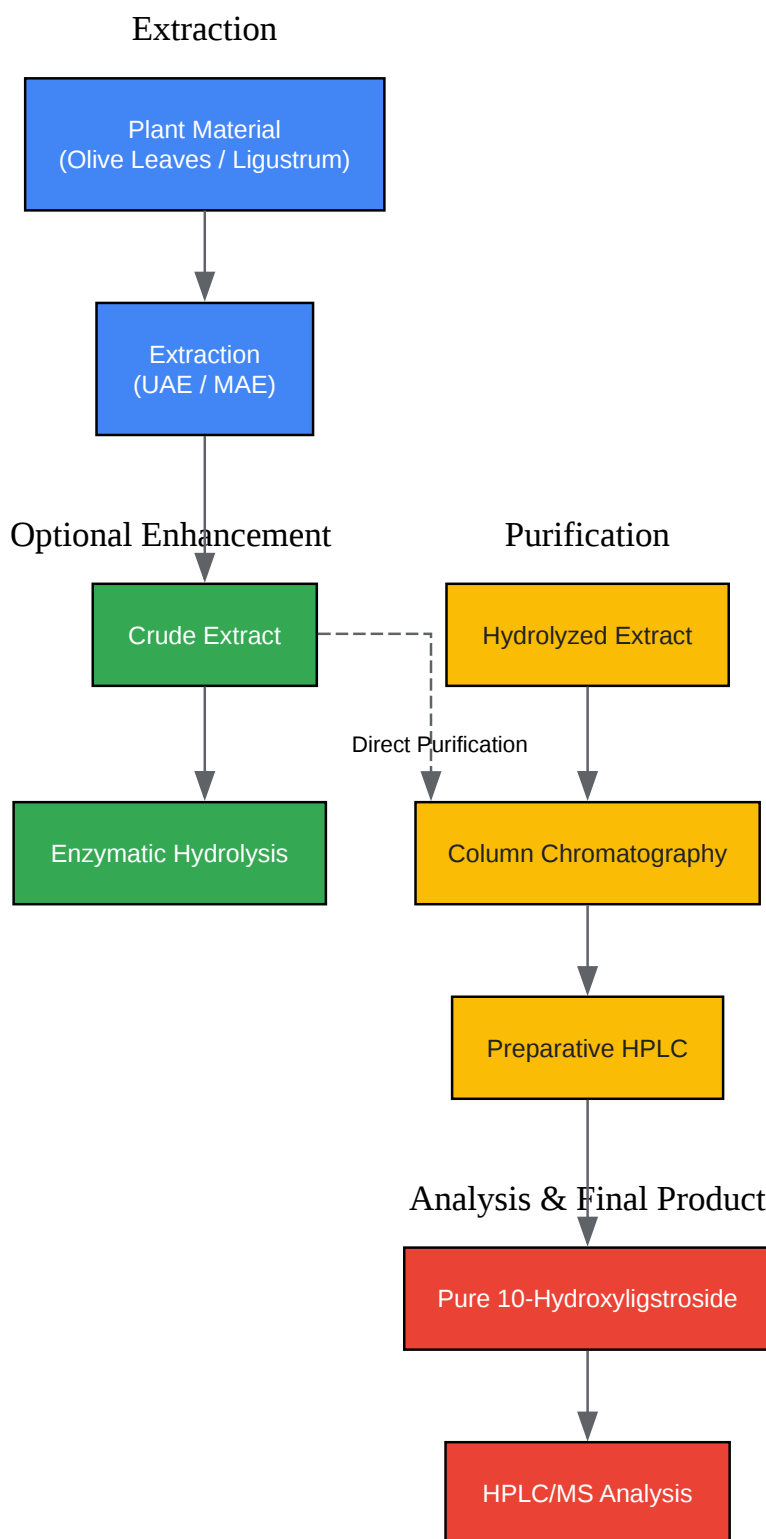 Extraction
Plant Material
(Olive Leaves / Ligustrum)
Extraction
(UAE / MAE)
Optional Enhancement
Purification
Crude Extract
Hydrolyzed Extract
Direct Purification
Enzymatic Hydrolysis
Column Chromatography
Preparative HPLC
Analysis & Final Product
Pure 10-Hydroxyligstroside
HPLC/MS Analysis